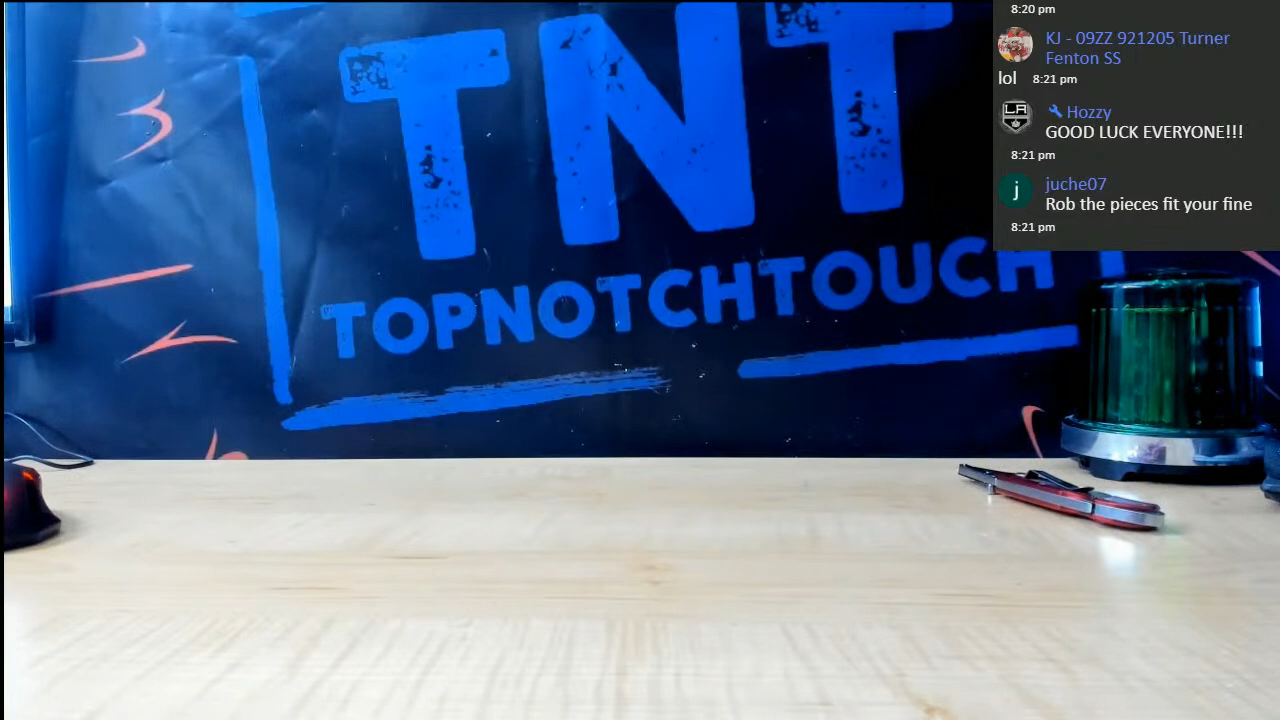 TNT
TOPNOTCHTOUCH
8:20 pm
KJ - 09ZZ 921205 Turner
Fenton SS
lol 8:21 pm
LA
Hozzy
GOOD LUCK EVERYONE!!!
8:21 pm
j juche07
Rob the pieces fit your fine
8:21 pm